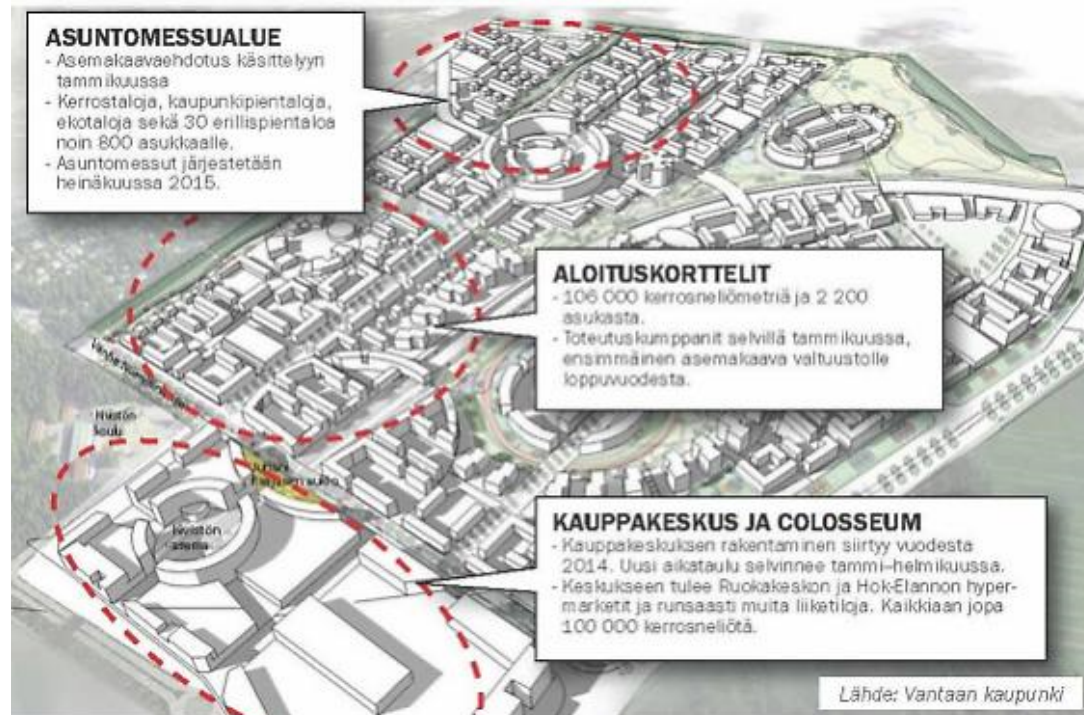 ASUNTOMESSUALUE
- Asemakaavaehdotus käsittelyyn
tammikuussa
- Kerrostaloja, kaupunkipientaloja,
ekotaloja sekä 30 erillispientaloa
noin 800 asukkaalle.
- Asuntomessut järjestetään
heinäkuussa 2015.
ALOITUSKORTTELIT
- 106 000 kerrosneliömetriä ja 2 200
asukasta.
- Toteutuskumppanit selvillä tammikuussa,
ensimmäinen asemakaava valtuustolle
loppuvuodesta.
koulu
KAUPPAKESKUS JA COLOSSEUM
- Kauppakeskuksen rakentaminen siirtyy vuodesta
2014. Uusi aikataulu selvinnee tammi–helmikuussa.
- Keskukseen tulee Ruokakeskon ja Hok-Elannon hyper-
marketit ja runsaasti muita liiketiloja. Kaikkiaan jopa
100 000 kerrosneliötä.
Lähde: Vantaan kaupunki